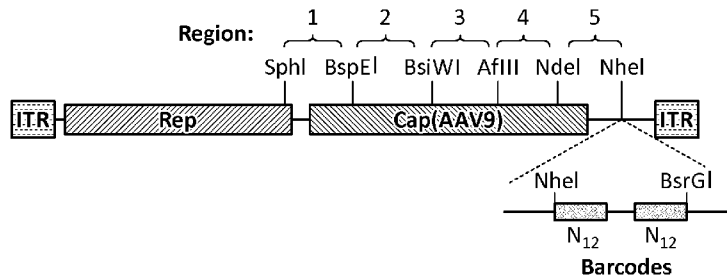 Region: 1 2 3 4 5
SphI BspEI BsiWI AflII NdeI NheI
ITR Rep Cap(AAV9) ITR
NheI BsrGI
N12 N12
Barcodes